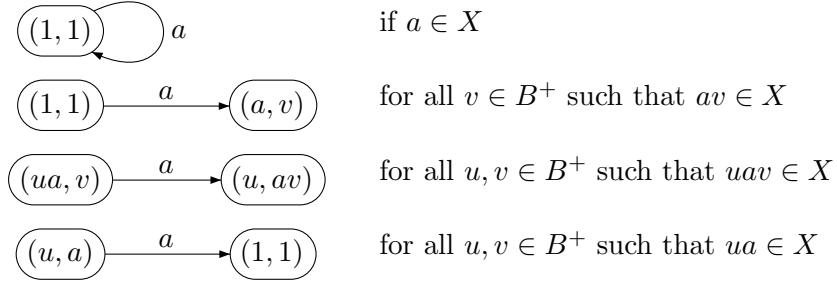 (1, 1) a if a ∈ X
(1, 1) a (a, v) for all v ∈ B⁺ such that av ∈ X
(ua, v) a (u, av) for all u, v ∈ B⁺ such that uav ∈ X
(u, a) a (1, 1) for all u, v ∈ B⁺ such that ua ∈ X